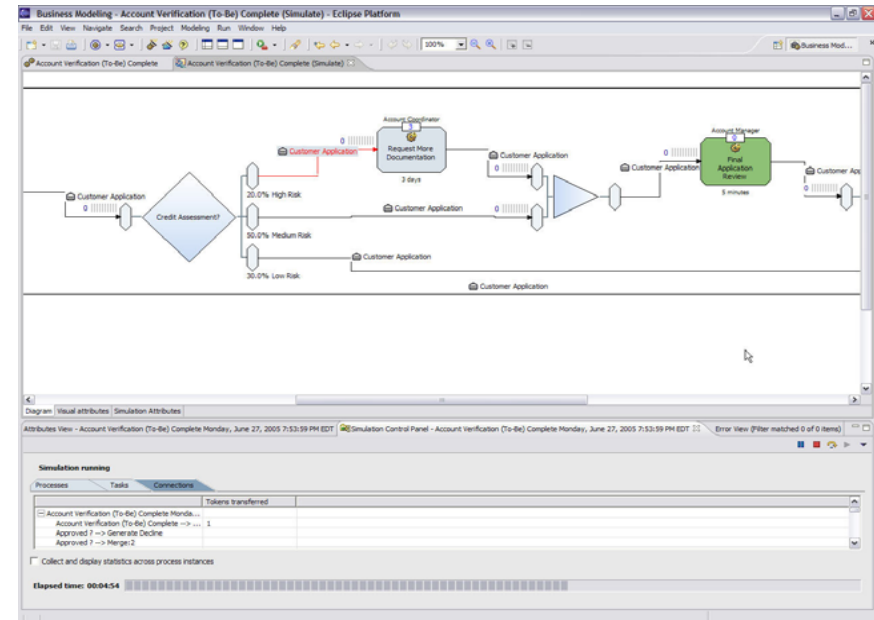 Business Modeling - Account Verification (To-Be) Complete (Simulate) - Eclipse Platform
File Edit View Navigate Search Project Modeling Run Window Help
100%
Business Mod...
Account Verification (To-Be) Complete
Account Verification (To-Be) Complete (Simulate)
Account Coordinator
3
Request More
Documentation
3 days
Account Manager
0
Final
Application
Review
5 minutes
0
Customer Application
0
Customer Application
0
0
Customer Application
Customer App
0
Customer Application
0
Credit Assessment?
20.0% High Risk
Customer Application
0
50.0% Medium Risk
Customer Application
30.0% Low Risk
Customer Application
Diagram
Visual attributes
Simulation Attributes
Attributes View - Account Verification (To-Be) Complete Monday, June 27, 2005 7:53:59 PM EDT
Simulation Control Panel - Account Verification (To-Be) Complete Monday, June 27, 2005 7:53:59 PM EDT
Error View (Filter matched 0 of 0 items)
Simulation running
Processes
Tasks
Connections
Tokens transferred
Account Verification (To-Be) Complete Monda...
Account Verification (To-Be) Complete --> ... 1
Approved ? --> Generate Decline
Approved ? --> Merge:2
Collect and display statistics across process instances
Elapsed time: 00:04:54